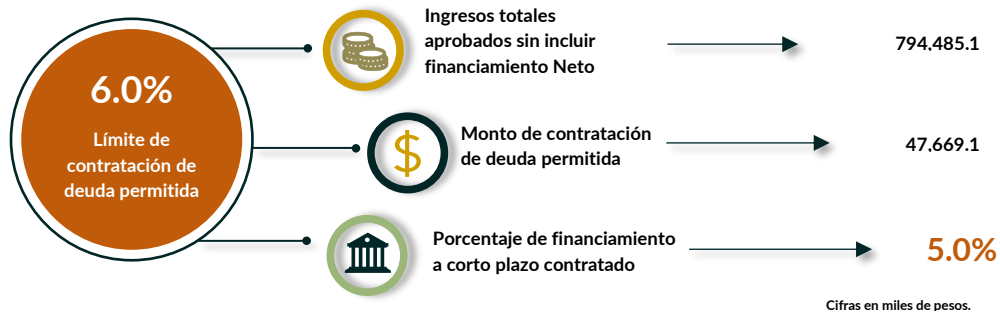 6.0%
Límite de
contratación de
deuda permitida
Ingresos totales
aprobados sin incluir
financiamiento Neto
794,485.1
$
Monto de contratación
de deuda permitida
47,669.1
Porcentaje de financiamiento
a corto plazo contratado
5.0%
Cifras en miles de pesos.